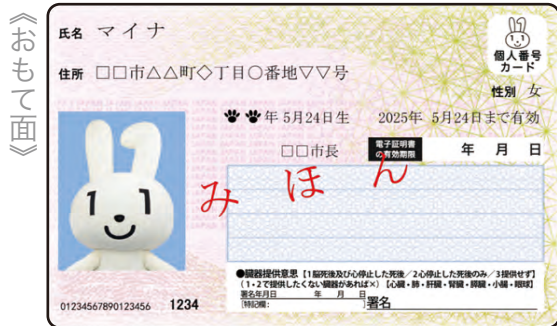 《おもて面》
氏名 マイナ
個人番号
カード
住所 □□市△△町◇丁目○番地▽▽号
性別 女
年 5月24日生 2025年 5月24日まで有効
□□市長 電子証明書の有効期限 年 月 日
みほん
●臓器提供意思【1脳死後及び心停止した死後/2心停止した死後のみ/3提供せず】
(1・2で提供したくない臓器があれば×)【心臓・肺・肝臓・腎臓・膵臓・小腸・眼球】
署名年月日 年 月 日
[特記欄: ]署名
01234567890123456 1234